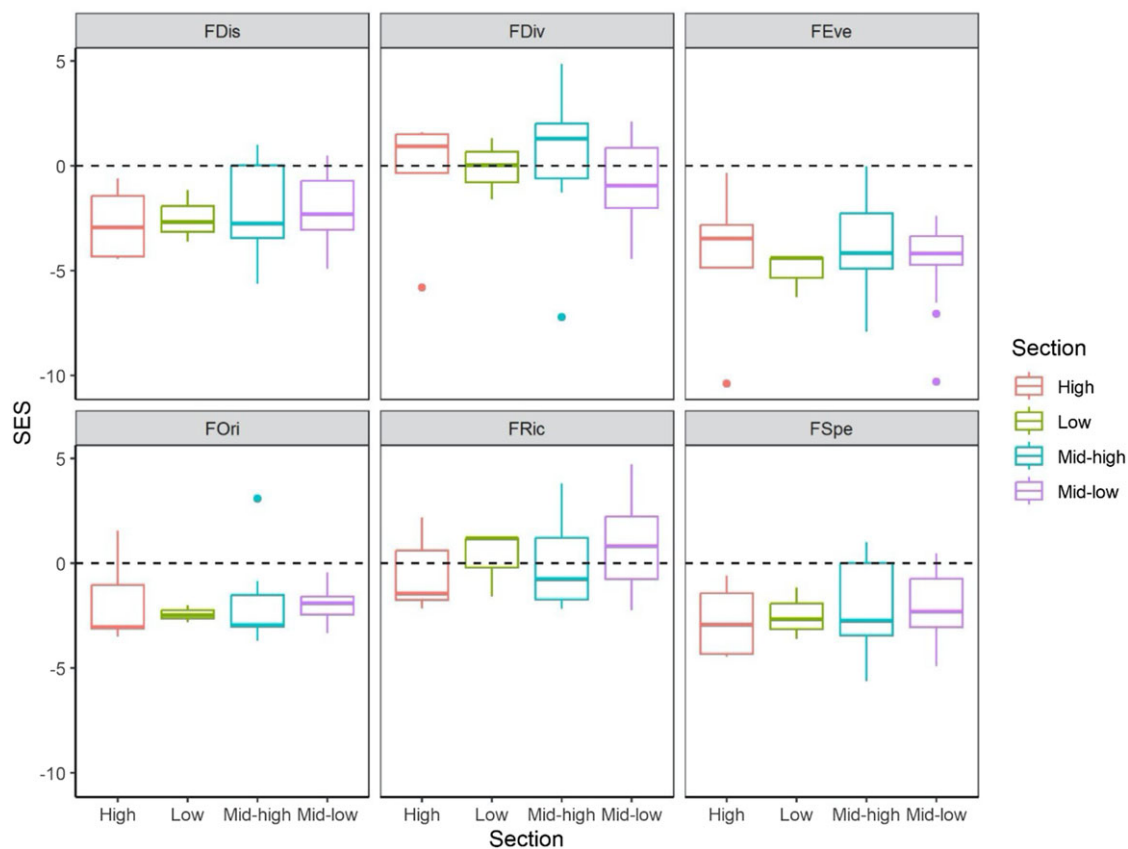 FDis FDiv FEve
5
0
-5
-10
SES
FOri FRic FSpe
5
0
-5
-10
High Low Mid-high Mid-low High Low Mid-high Mid-low High Low Mid-high Mid-low
Section
Section
High
Low
Mid-high
Mid-low